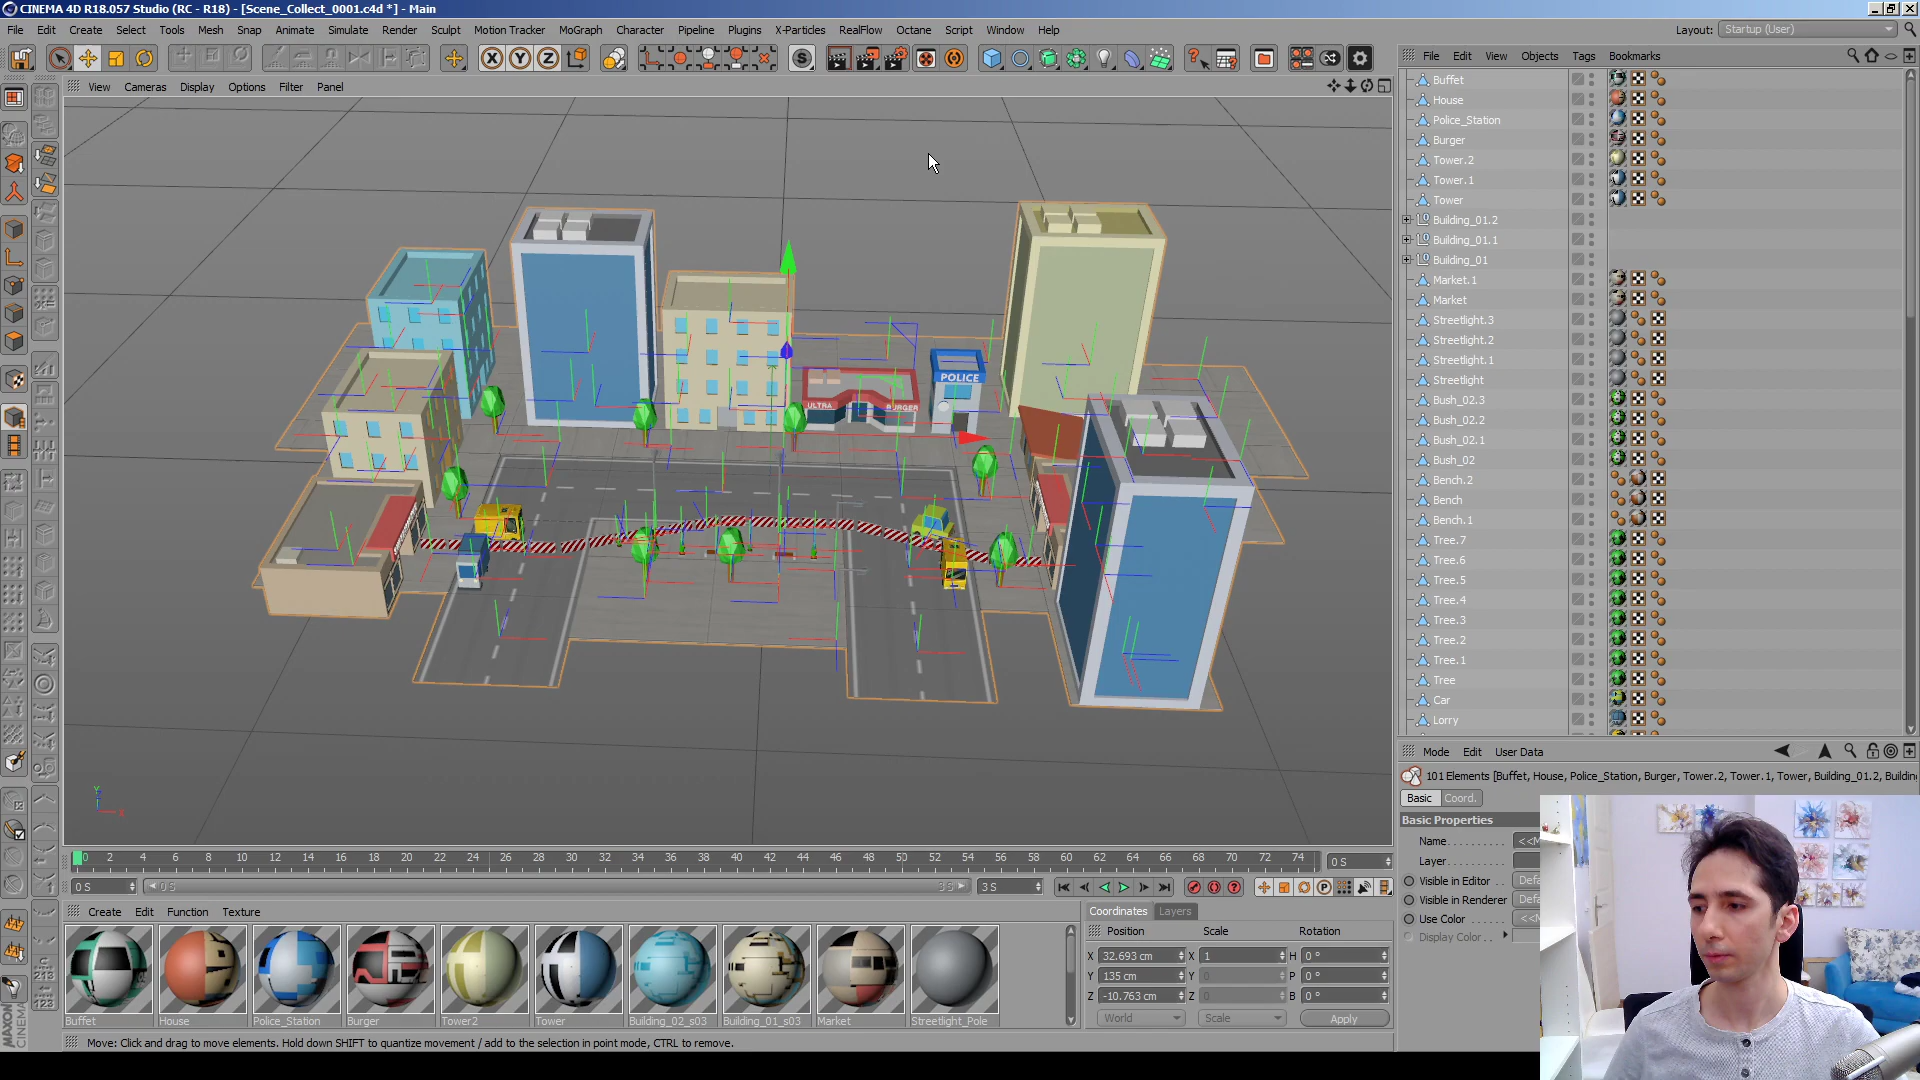 CINEMA 4D R18.057 Studio (RC - R18) - [Scene_Collect_0001.c4d *] - Main
File Edit Create Select Tools Mesh Snap Animate Simulate Render Sculpt Motion Tracker MoGraph Character Pipeline Plugins X-Particles RealFlow Octane Script Window Help
Layout: Startup (User)
X Y Z S
File Edit View Objects Tags Bookmarks
View Cameras Display Options Filter Panel
Buffet
House
Police_Station
Burger
Tower.2
Tower.1
Tower
Building_01.2
Building_01.1
Building_01
Market.1
Market
Streetlight.3
Streetlight.2
Streetlight.1
Streetlight
Bush_02.3
Bush_02.2
Bush_02.1
Bush_02
Bench.2
Bench
Bench.1
Tree.7
Tree.6
Tree.5
Tree.4
Tree.3
Tree.2
Tree.1
Tree
Car
Lorry
POLICE
ULTRA BURGER
Y
X
Mode Edit User Data
101 Elements [Buffet, House, Police_Station, Burger, Tower.2, Tower.1, Tower, Building_01.2, Building
Basic Coord.
Basic Properties
Name
Layer
Visible in Editor
Visible in Renderer
Use Color
Display Color
0 2 4 6 8 10 12 14 16 18 20 22 24 26 28 30 32 34 36 38 40 42 44 46 48 50 52 54 56 58 60 62 64 66 68 70 72 74 0 S
0 S 0 S 3 S 3 S
Create Edit Function Texture
Buffet House Police_Station Burger Tower2 Tower Building_02_s03 Building_01_s03 Market Streetlight_Pole
Coordinates Layers
Position Scale Rotation
X 32.693 cm X 1 H 0 °
Y 135 cm Y 0 P 0 °
Z -10.763 cm Z 0 B 0 °
World Scale Apply
MAXON CINEMA 4D
Move: Click and drag to move elements. Hold down SHIFT to quantize movement / add to the selection in point mode, CTRL to remove.